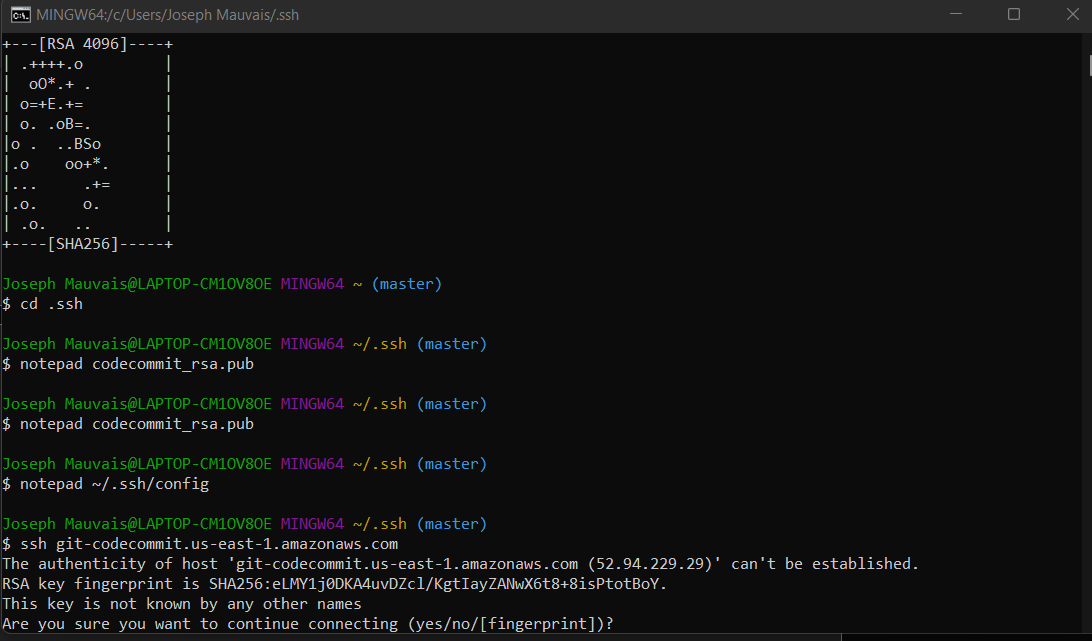 MINGW64:/c/Users/Joseph Mauvais/.ssh
+---[RSA 4096]----+
| .++++.o         |
|  oO*.+ .        |
| o=+E.+=         |
| o. .oB=.        |
|o .  ..BSo       |
|.o    oo+*.      |
|...     .+=      |
|.o.     o.       |
| .o.   ..        |
+----[SHA256]-----+
Joseph Mauvais@LAPTOP-CM1OV8OE MINGW64 ~ (master)
$ cd .ssh
Joseph Mauvais@LAPTOP-CM1OV8OE MINGW64 ~/.ssh (master)
$ notepad codecommit_rsa.pub
Joseph Mauvais@LAPTOP-CM1OV8OE MINGW64 ~/.ssh (master)
$ notepad codecommit_rsa.pub
Joseph Mauvais@LAPTOP-CM1OV8OE MINGW64 ~/.ssh (master)
$ notepad ~/.ssh/config
Joseph Mauvais@LAPTOP-CM1OV8OE MINGW64 ~/.ssh (master)
$ ssh git-codecommit.us-east-1.amazonaws.com
The authenticity of host 'git-codecommit.us-east-1.amazonaws.com (52.94.229.29)' can't be established.
RSA key fingerprint is SHA256:eLMY1j0DKA4uvDZcl/KgtIayZANwX6t8+8isPtotBoY.
This key is not known by any other names
Are you sure you want to continue connecting (yes/no/[fingerprint])?